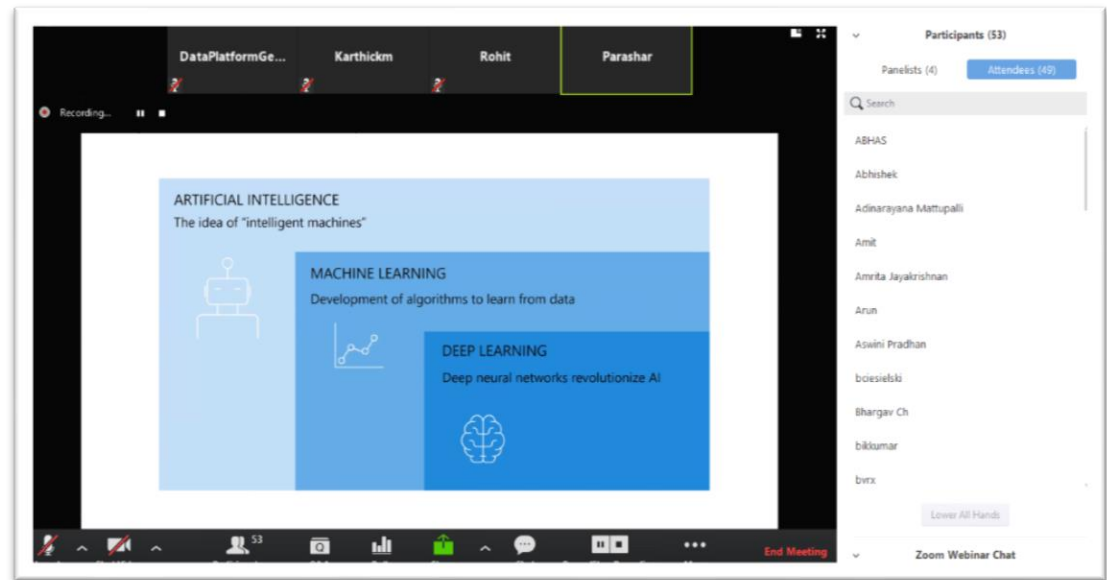 DataPlatformGe...
Karthickm
Rohit
Parashar
Recording...
ARTIFICIAL INTELLIGENCE
The idea of "intelligent machines"
MACHINE LEARNING
Development of algorithms to learn from data
DEEP LEARNING
Deep neural networks revolutionize AI
53
End Meeting
Participants (53)
Panelists (4)
Attendees (49)
Search
ABHAS
Abhishek
Adinarayana Mattupalli
Amit
Amrita Jayakrishnan
Arun
Aswini Pradhan
bciesielski
Bhargav Ch
bikkumar
bvrx
Lower All Hands
Zoom Webinar Chat